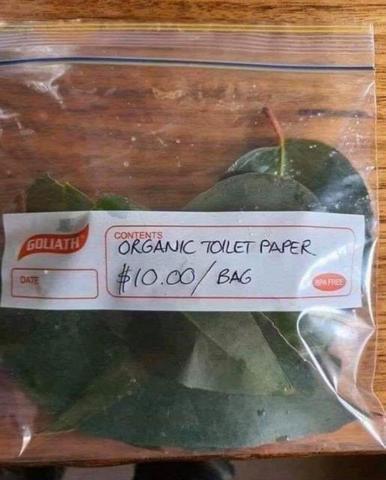 GOLIATH
CONTENTS
ORGANIC TOILET PAPER
DATE
$10.00/BAG
BPA FREE